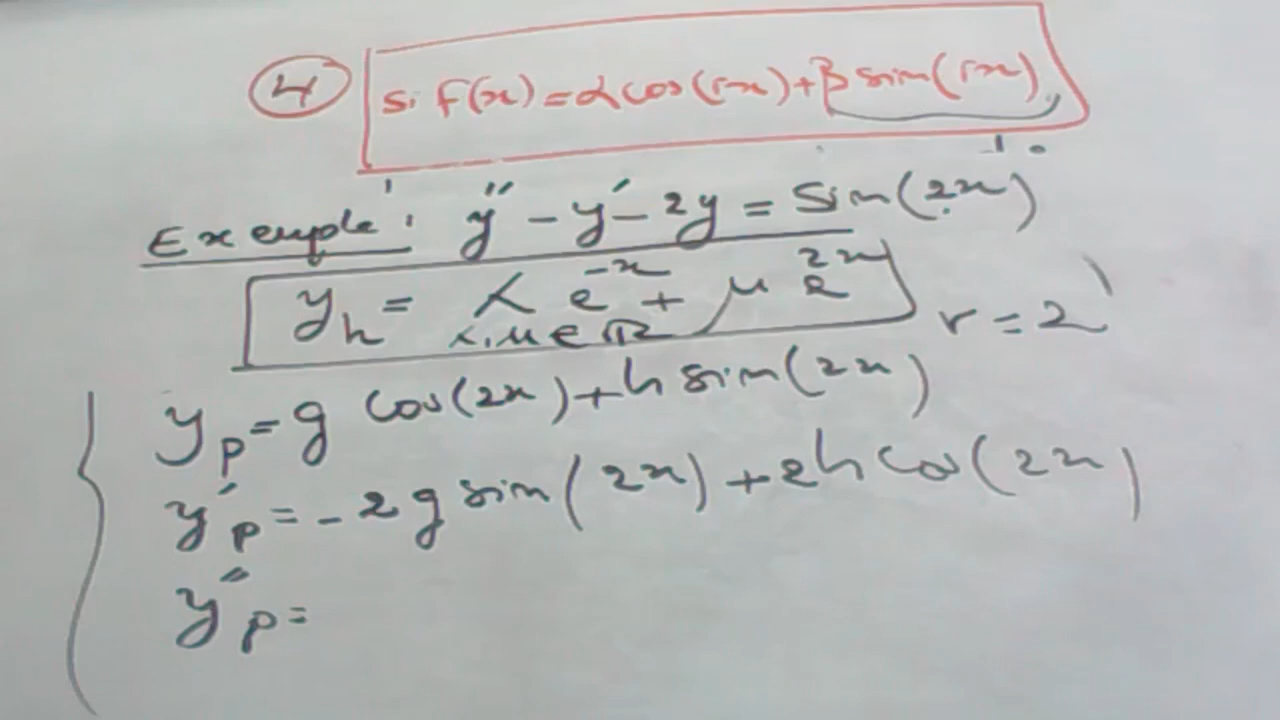 ④ si f(x)=αcos(rx)+β sin(rx)
Exemple: y'' - y' - 2y = Sin(2x)
y_h = λ e^{-x} + μ e^{2x}
λ,μ ∈ ℝ
r = 2
y_p = g cos(2x)+h sin(2x)
y'_p = -2g sin(2x)+2h cos(2x)
y''_p =